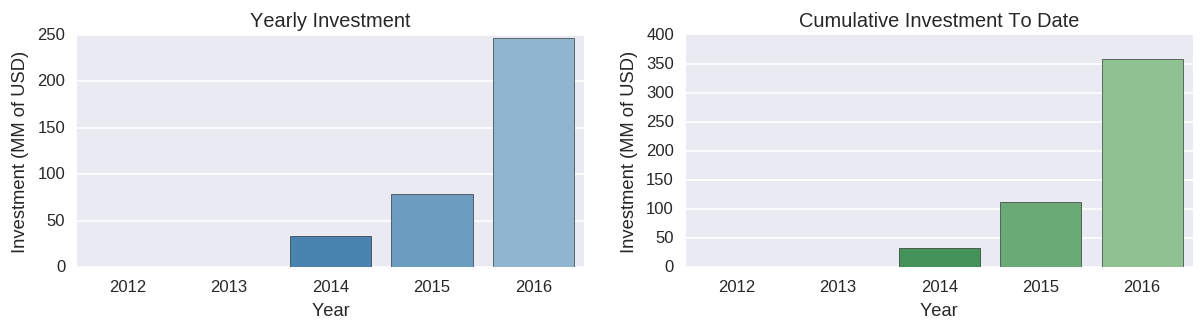 Yearly Investment
Investment (MM of USD)
250
200
150
100
50
0
2012 2013 2014 2015 2016
Year
Cumulative Investment To Date
Investment (MM of USD)
400
350
300
250
200
150
100
50
0
2012 2013 2014 2015 2016
Year